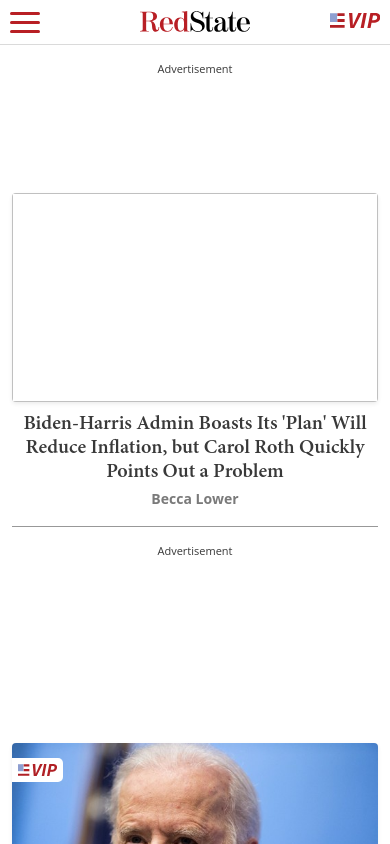 RedState
VIP
Advertisement
Biden-Harris Admin Boasts Its 'Plan' Will
Reduce Inflation, but Carol Roth Quickly
Points Out a Problem
Becca Lower
Advertisement
VIP